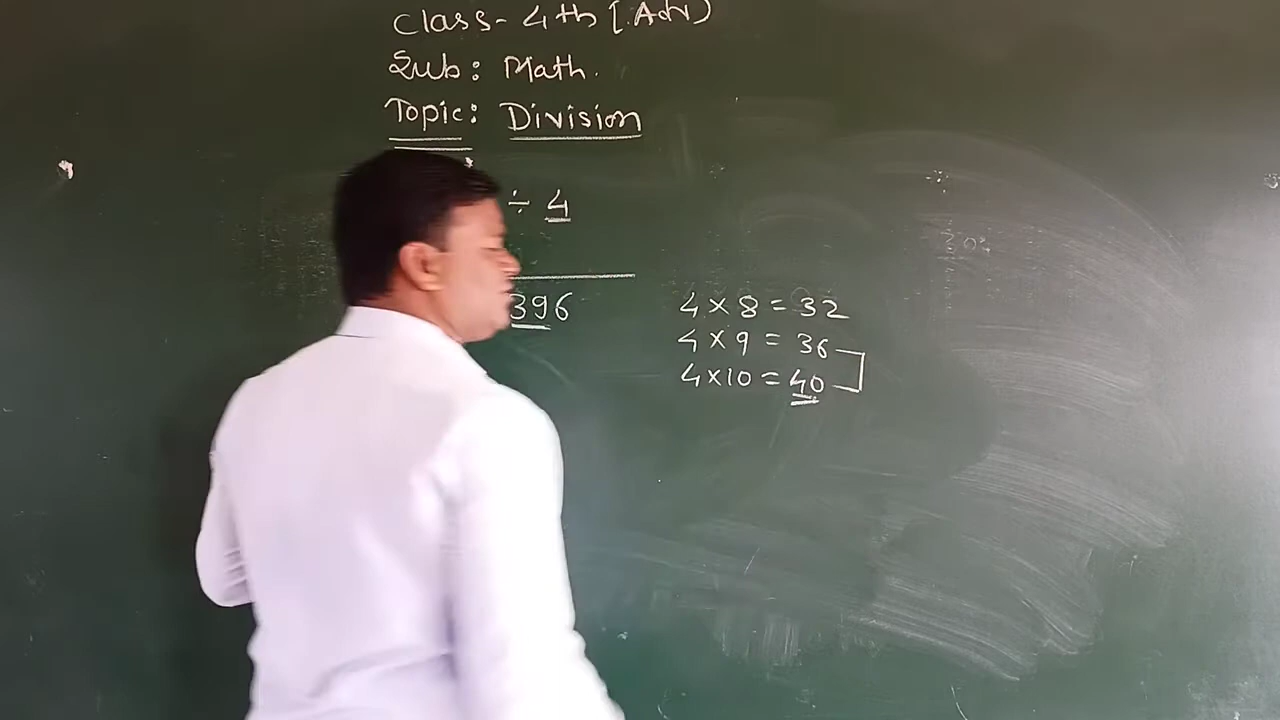 Class- 4th [Adv)
Sub: Math.
Topic: Division
÷ 4
396
4 × 8 = 32
4 × 9 = 36
4 × 10 = 40